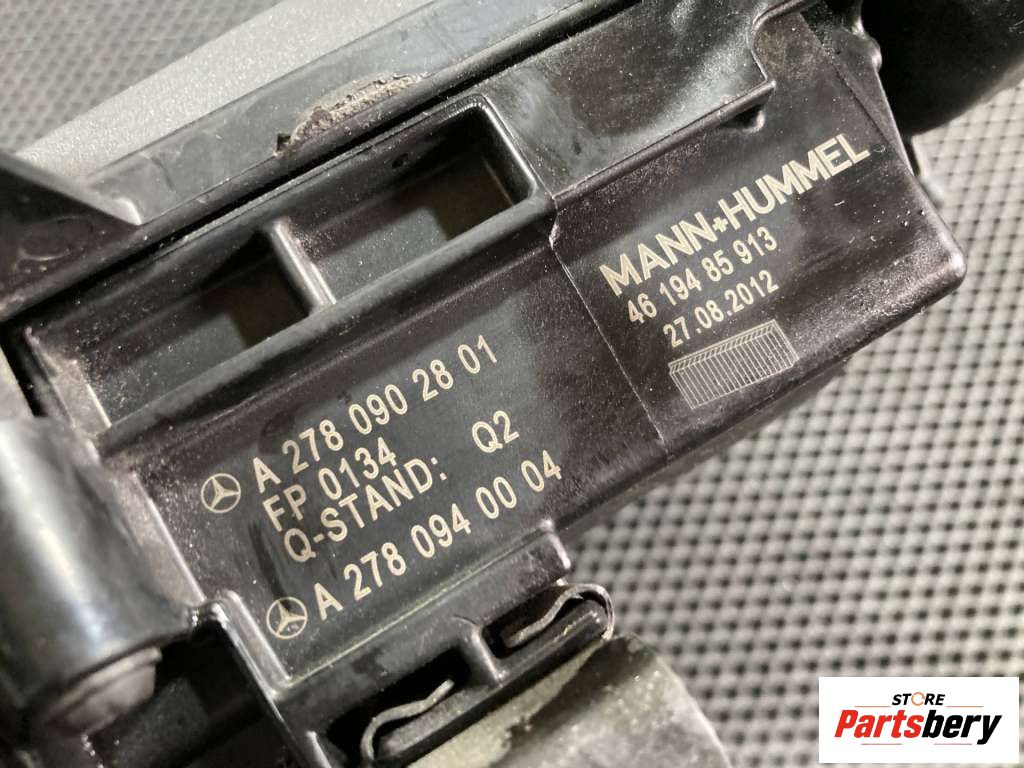 MANN+HUMMEL
46 194 85 913
27.08.2012
A 278 090 28 01
FP 0134
Q-STAND: Q2
A 278 094 00 04
STORE
Partsbery